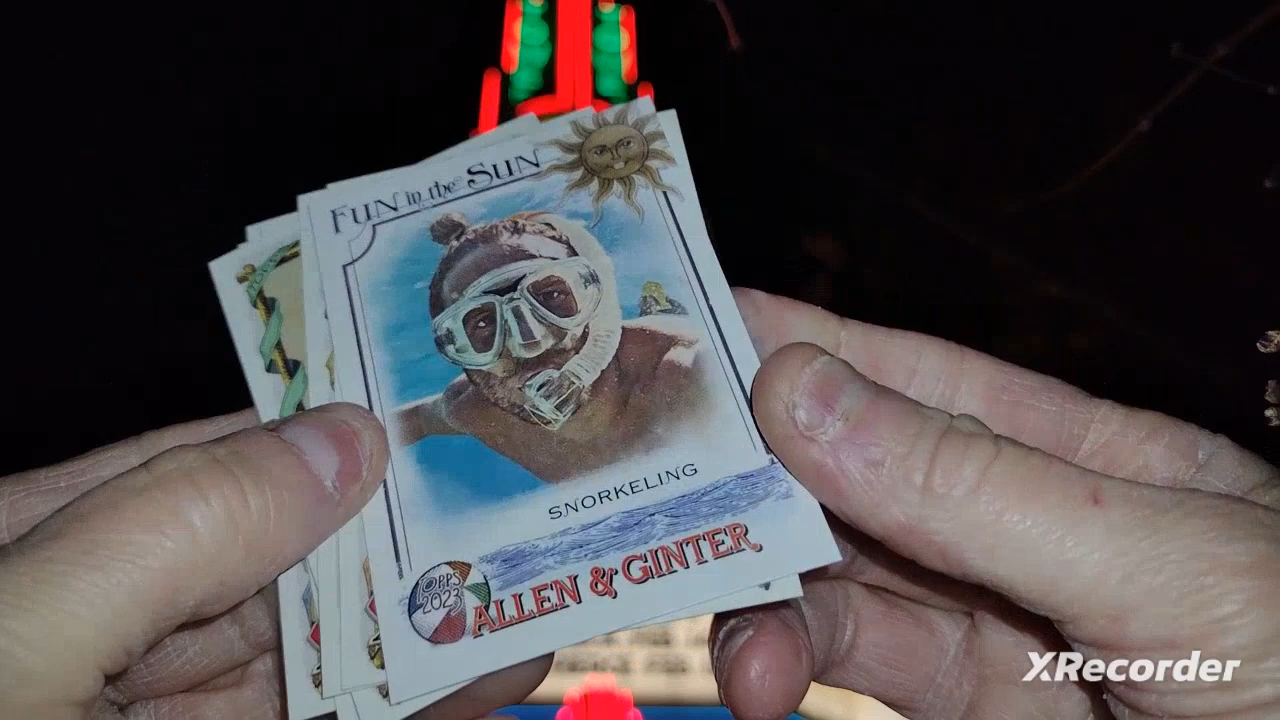 FUN in the SUN
SNORKELING
TOPPS
2023
ALLEN & GINTER
XRecorder